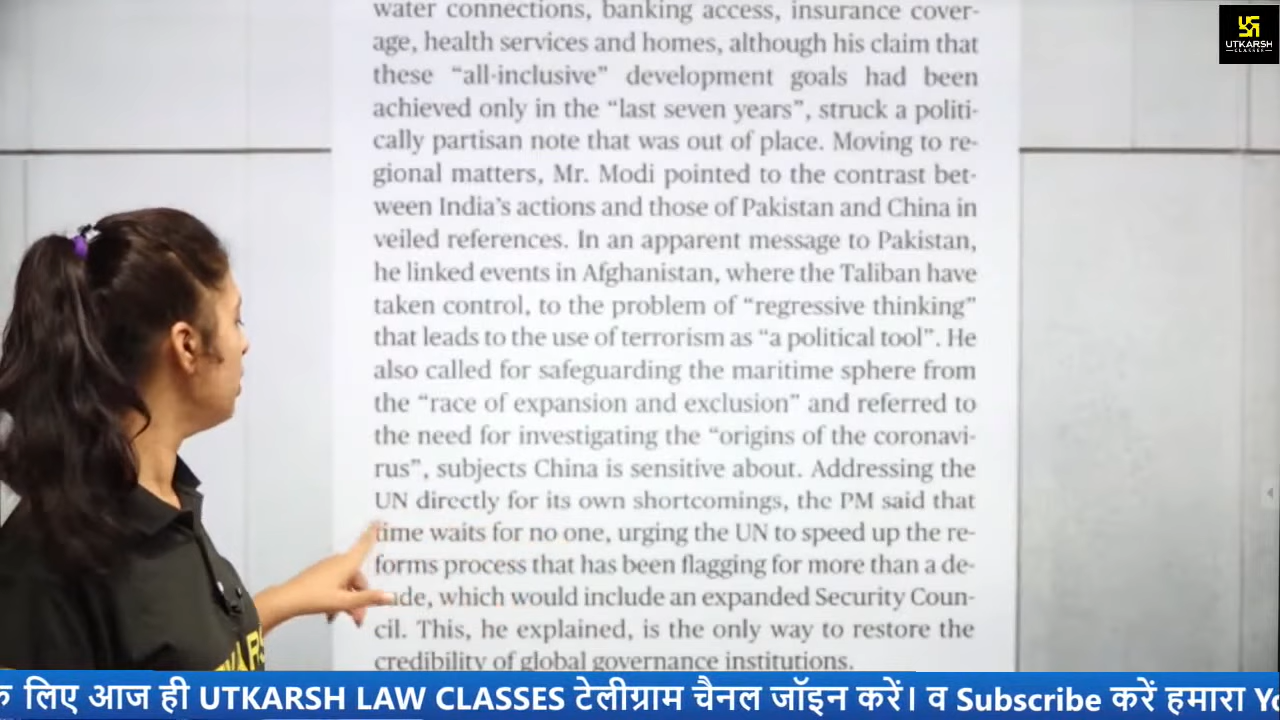 water connections, banking access, insurance cover-
age, health services and homes, although his claim that
these “all-inclusive” development goals had been
achieved only in the “last seven years”, struck a politi-
cally partisan note that was out of place. Moving to re-
gional matters, Mr. Modi pointed to the contrast bet-
ween India’s actions and those of Pakistan and China in
veiled references. In an apparent message to Pakistan,
he linked events in Afghanistan, where the Taliban have
taken control, to the problem of “regressive thinking”
that leads to the use of terrorism as “a political tool”. He
also called for safeguarding the maritime sphere from
the “race of expansion and exclusion” and referred to
the need for investigating the “origins of the coronavi-
rus”, subjects China is sensitive about. Addressing the
UN directly for its own shortcomings, the PM said that
time waits for no one, urging the UN to speed up the re-
forms process that has been flagging for more than a de-
which would include an expanded Security Coun-
cil. This, he explained, is the only way to restore the
credibility of global governance institutions.
UTKARSH
CLASSES
लिए आज ही UTKARSH LAW CLASSES टेलीग्राम चैनल जॉइन करें। व Subscribe करें हमारा